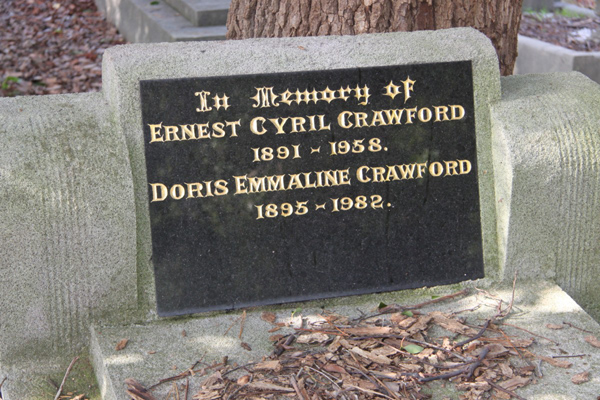 In Memory of
ERNEST CYRIL CRAWFORD
1891 - 1958.
DORIS EMMALINE CRAWFORD
1895 - 1982.